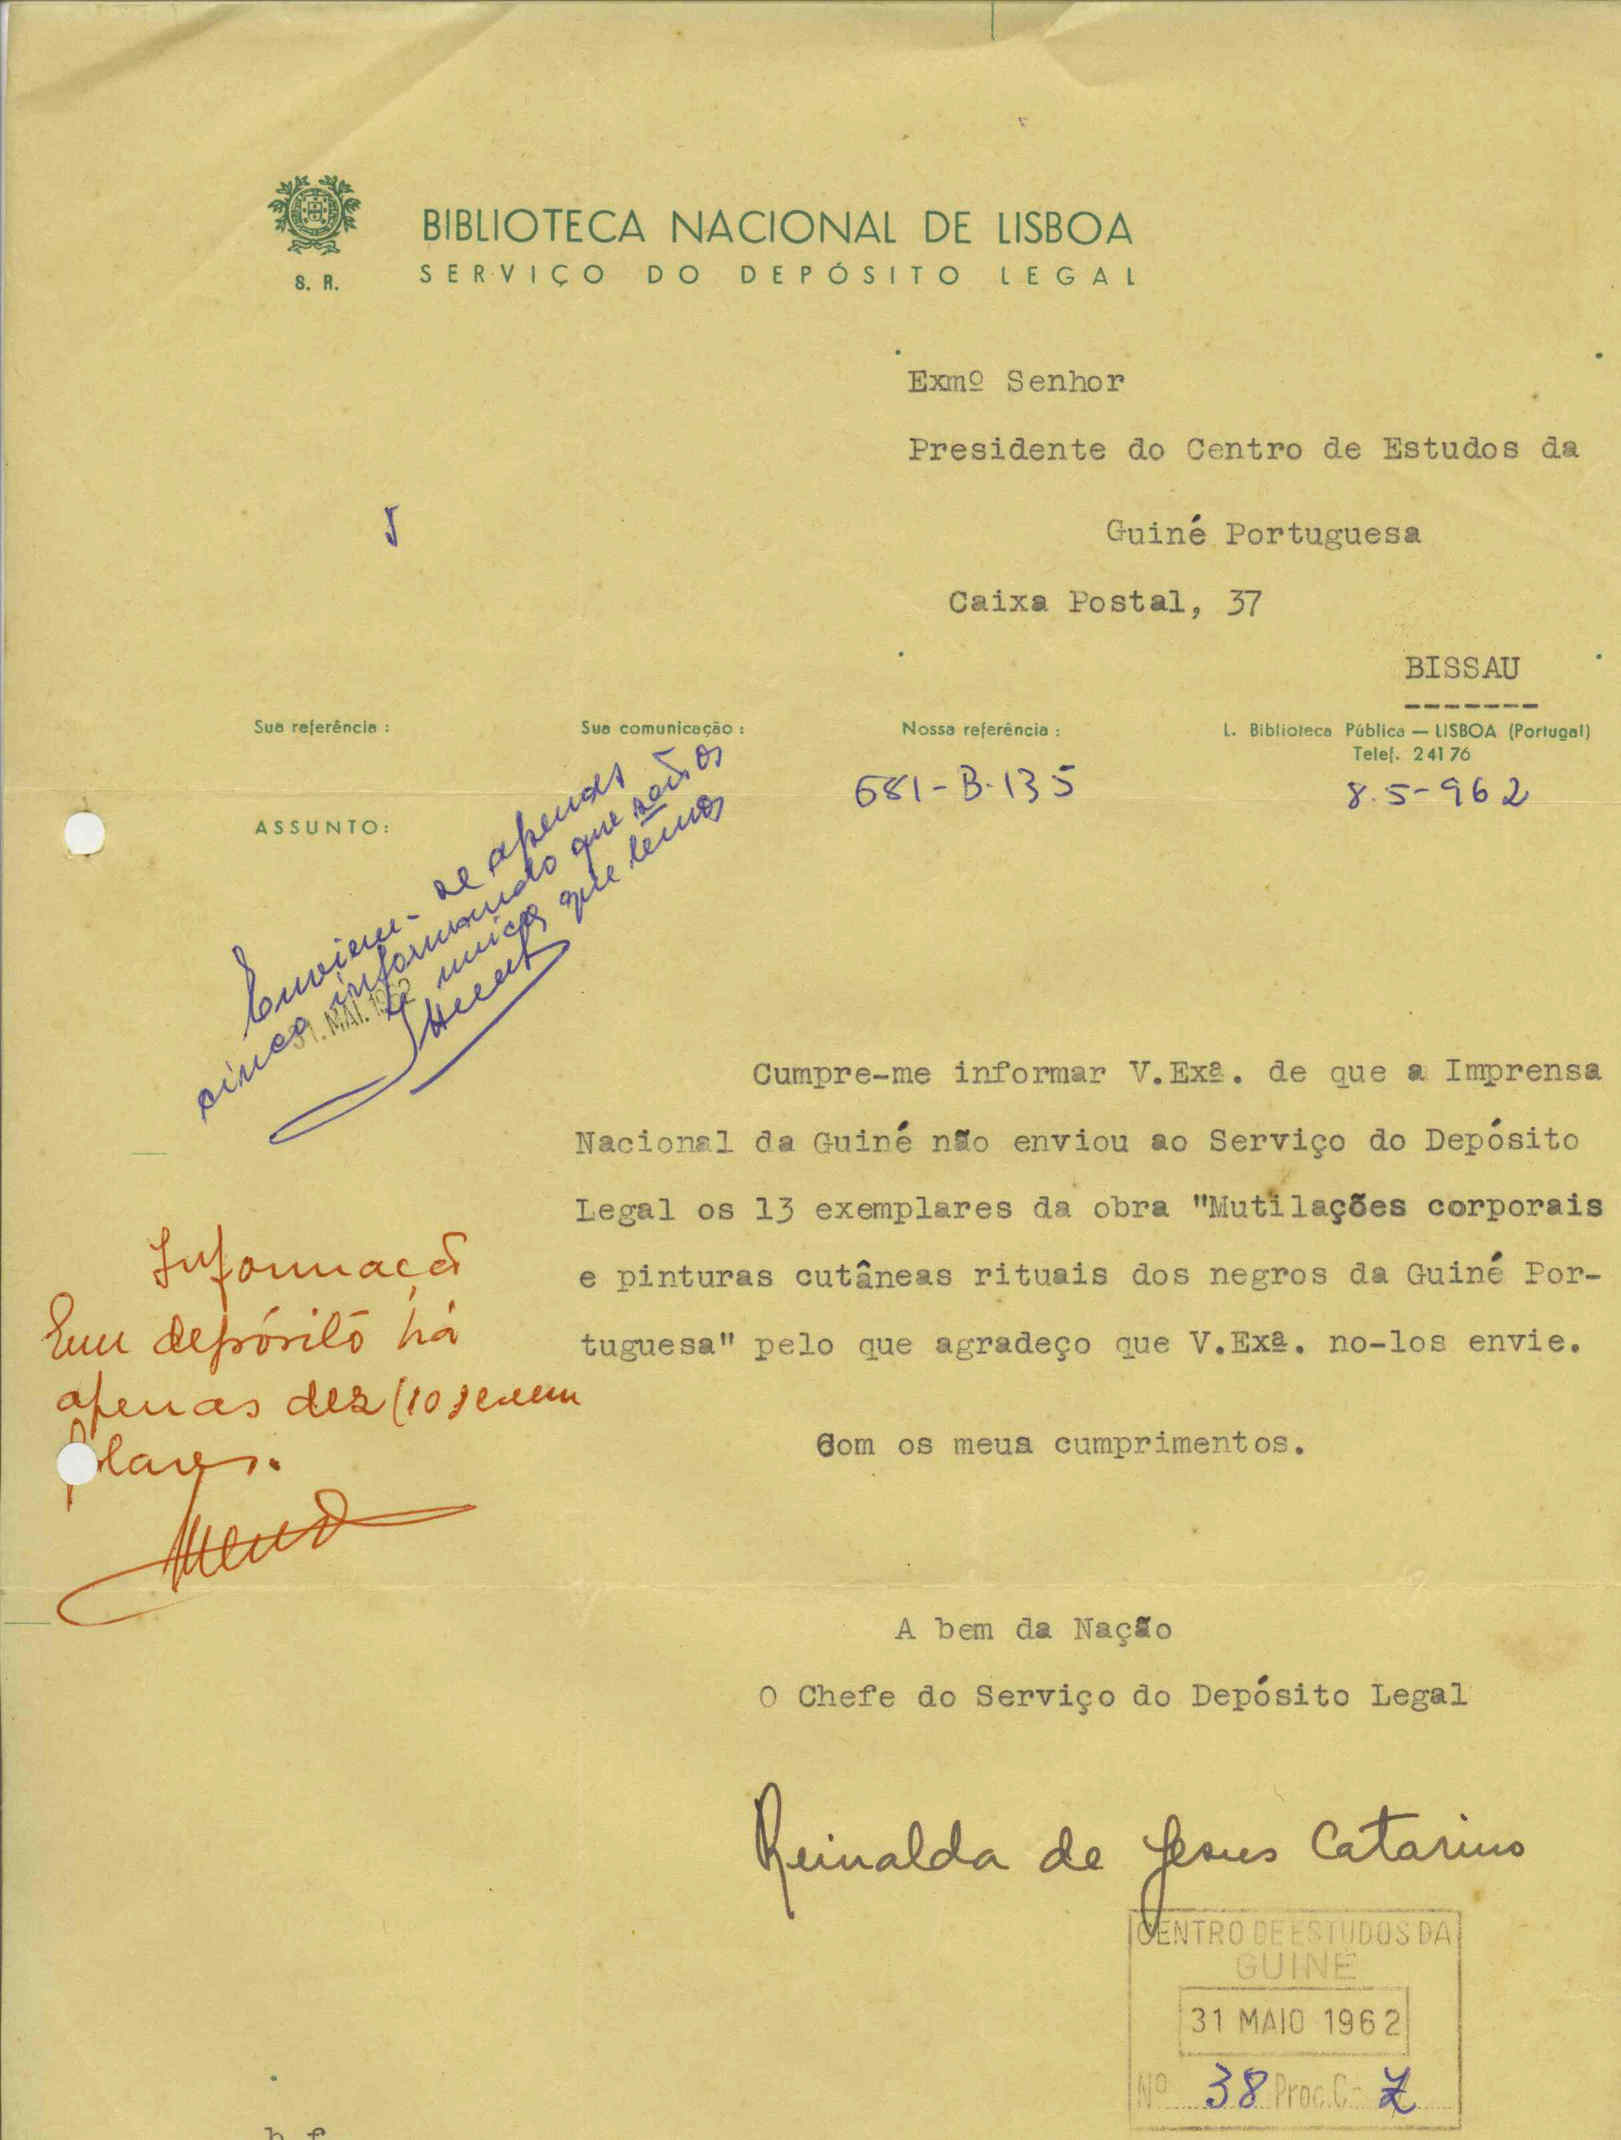 S. R.
BIBLIOTECA NACIONAL DE LISBOA
SERVIÇO DO DEPÓSITO LEGAL
Exmº Senhor
Presidente do Centro de Estudos da
Guiné Portuguesa
Caixa Postal, 37
BISSAU
Sua referência :
Sua comunicação :
Nossa referência :
L. Biblioteca Pública — LISBOA (Portugal)
Telef. 2 41 76
681-B-135
8-5-962
ASSUNTO:
Enviem-se apenas
cinco informando que são os
únicos que temos
31. MAI. 1962
Cumpre-me informar V.Exª. de que a Imprensa
Nacional da Guiné não enviou ao Serviço do Depósito
Legal os 13 exemplares da obra "Mutilações corporais
e pinturas cutâneas rituais dos negros da Guiné Por-
tuguesa" pelo que agradeço que V.Exª. no-los envie.
Com os meus cumprimentos.
Informação
Em depósito há
apenas dez (10) exem
plares.
A bem da Nação
O Chefe do Serviço do Depósito Legal
Reinalda de Jesus Catarino
CENTRO DE ESTUDOS DA
GUINÉ
31 MAIO 1962
Nº 38 Proc. C-